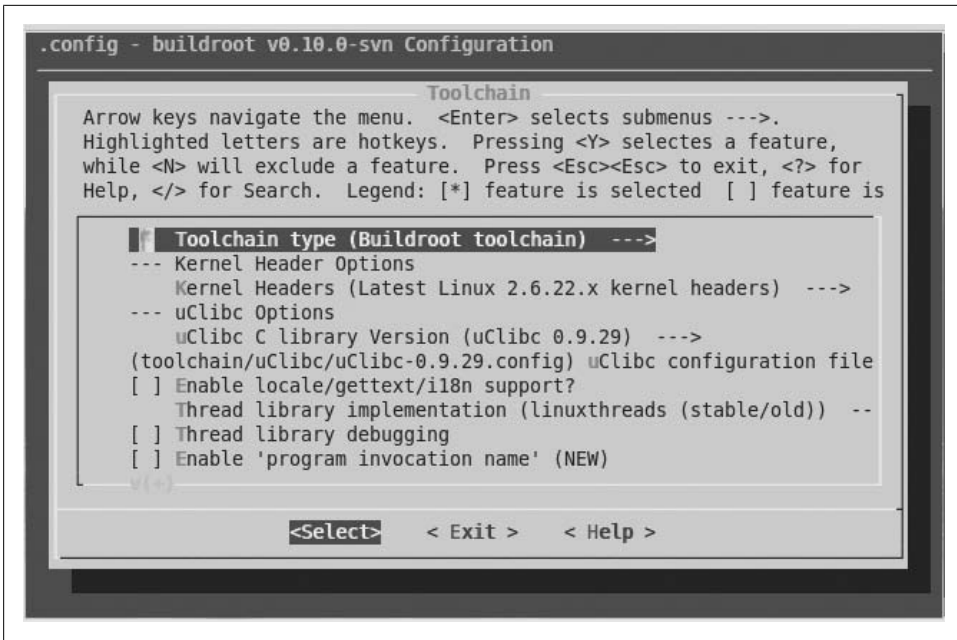 .config - buildroot v0.10.0-svn Configuration
Toolchain
Arrow keys navigate the menu.  <Enter> selects submenus --->.
Highlighted letters are hotkeys.  Pressing <Y> selectes a feature,
while <N> will exclude a feature.  Press <Esc><Esc> to exit, <?> for
Help, </> for Search.  Legend: [*] feature is selected  [ ] feature is
Toolchain type (Buildroot toolchain)  --->
--- Kernel Header Options
Kernel Headers (Latest Linux 2.6.22.x kernel headers)  --->
--- uClibc Options
uClibc C library Version (uClibc 0.9.29)  --->
(toolchain/uClibc/uClibc-0.9.29.config) uClibc configuration file
[ ] Enable locale/gettext/i18n support?
Thread library implementation (linuxthreads (stable/old))  --
[ ] Thread library debugging
[ ] Enable 'program invocation name' (NEW)
v(+)
<Select>    < Exit >    < Help >